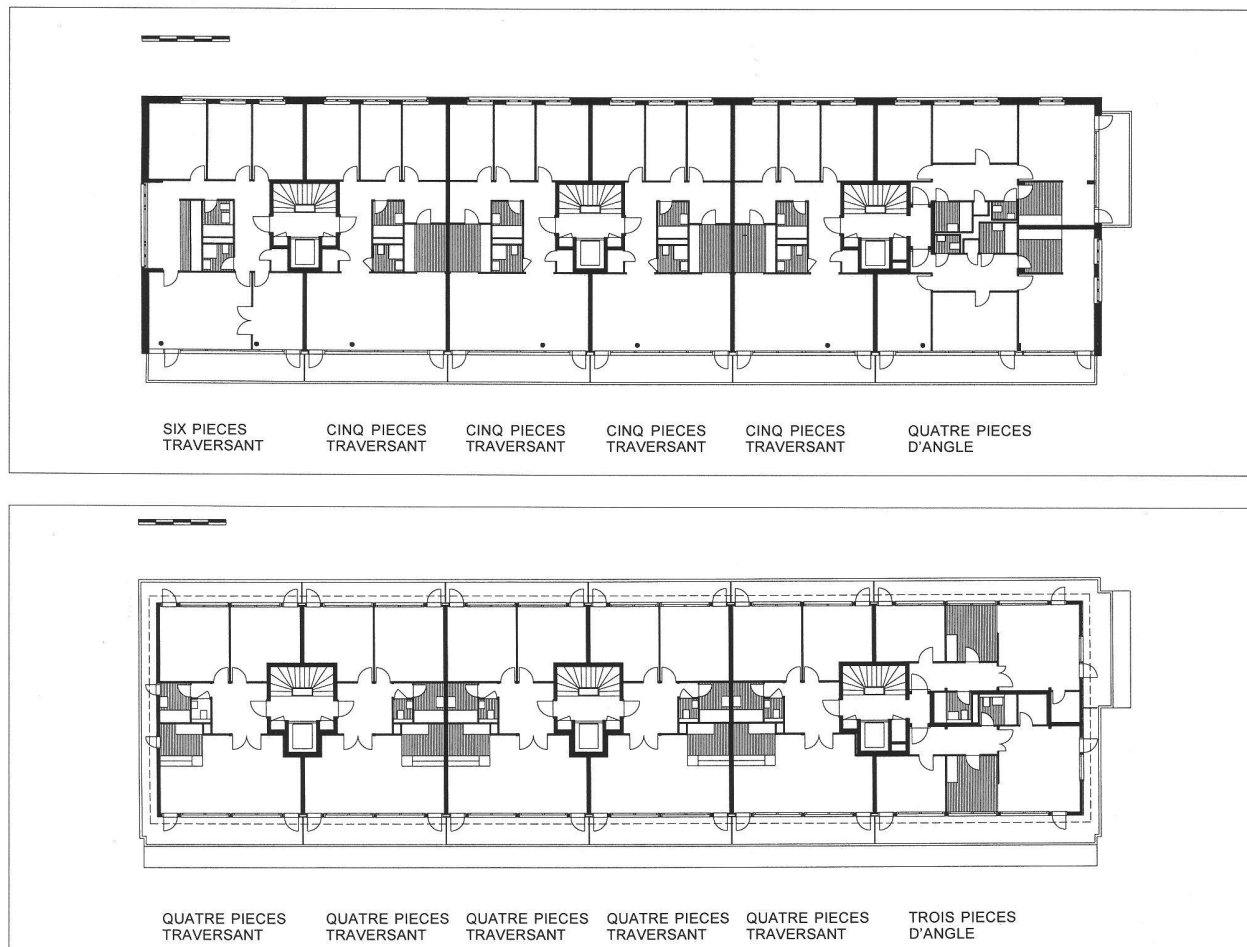 SIX PIECES
TRAVERSANT
CINQ PIECES
TRAVERSANT
CINQ PIECES
TRAVERSANT
CINQ PIECES
TRAVERSANT
CINQ PIECES
TRAVERSANT
QUATRE PIECES
D'ANGLE
QUATRE PIECES
TRAVERSANT
QUATRE PIECES
TRAVERSANT
QUATRE PIECES
TRAVERSANT
QUATRE PIECES
TRAVERSANT
QUATRE PIECES
TRAVERSANT
TROIS PIECES
D'ANGLE